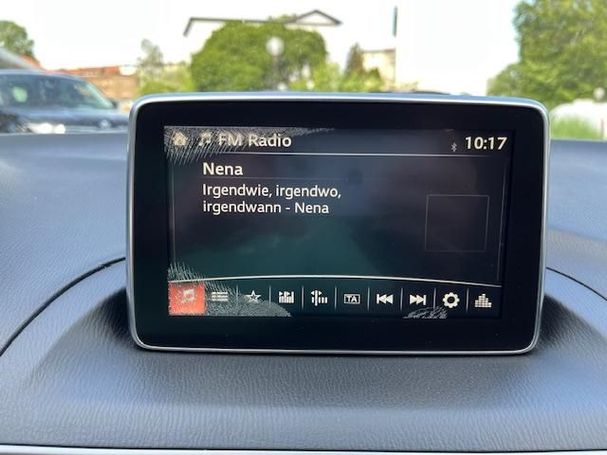 FM Radio 10:17
Nena
Irgendwie, irgendwo,
irgendwann - Nena
TA